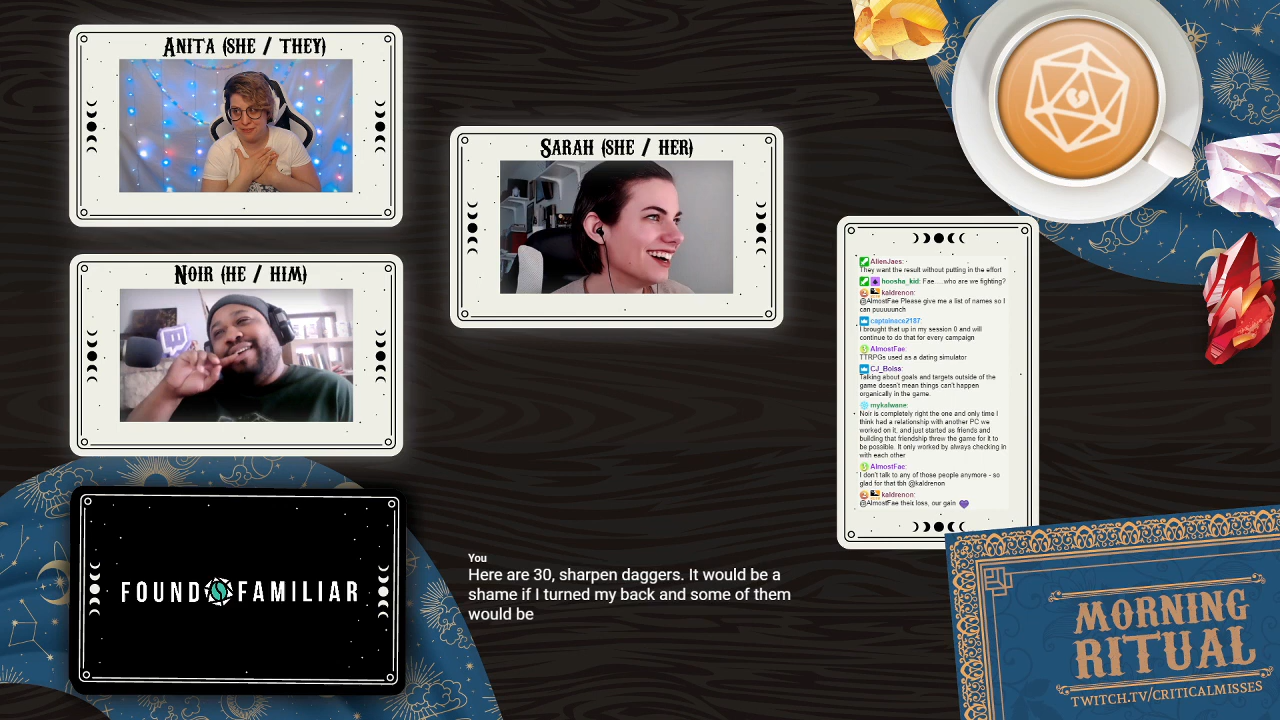 ANITA (SHE / THEY)
SARAH (SHE / HER)
NOIR (HE / HIM)
AlienJaes:
They want the result without putting in the effort
hoosha_kid: Fae.....who are we fighting?
kaldrenon:
@AlmostFae Please give me a list of names so I
can puuuuunch
captainace2187:
I brought that up in my session 0 and will
continue to do that for every campaign
AlmostFae:
TTRPGs used as a dating simulator
CJ_Boiss:
Talking about goals and targets outside of the
game doesn't mean things can't happen
organically in the game.
mykalwane:
Noir is completely right the one and only time I
think had a relationship with another PC we
worked on it. and just started as friends and
building that friendship threw the game for it to
be possible. It only worked by always checking in
with each other
AlmostFae:
I don't talk to any of those people anymore - so
glad for that tbh @kaldrenon
kaldrenon:
@AlmostFae their loss, our gain
FOUND FAMILIAR
You
Here are 30, sharpen daggers. It would be a
shame if I turned my back and some of them
would be
MORNING
RITUAL
TWITCH.TV/CRITICALMISSES